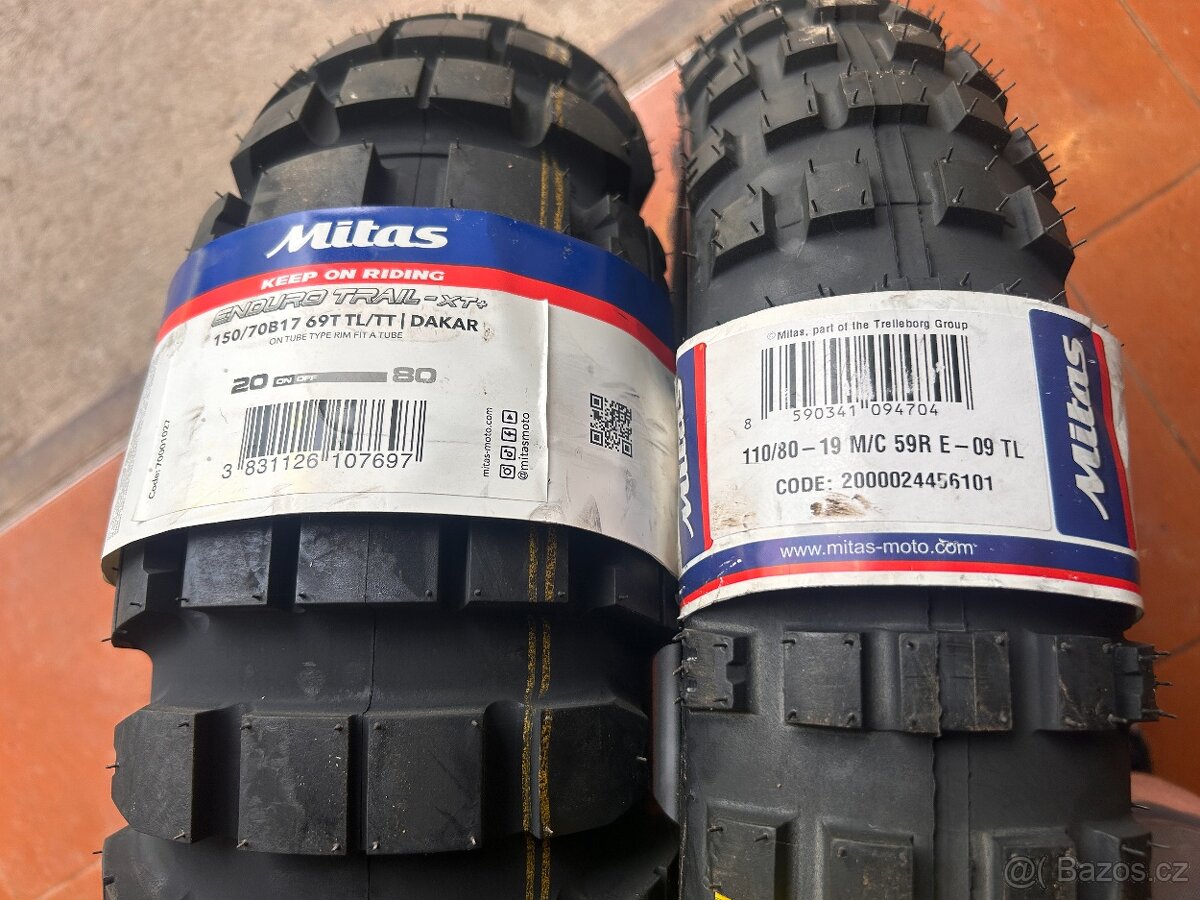 Mitas
KEEP ON RIDING
ENDURO TRAIL-XT+
150/70B17 69T TL/TT | DAKAR
ON TUBE TYPE RIM FIT A TUBE
20 ON OFF 80
3 831126 107697
Code: 70001027
mitas-moto.com
@mitasmoto
© Mitas, part of the Trelleborg Group
8 590341 094704
110/80-19 M/C 59R E-09 TL
CODE: 2000024456101
www.mitas-moto.com
Mitas
Bazos.cz